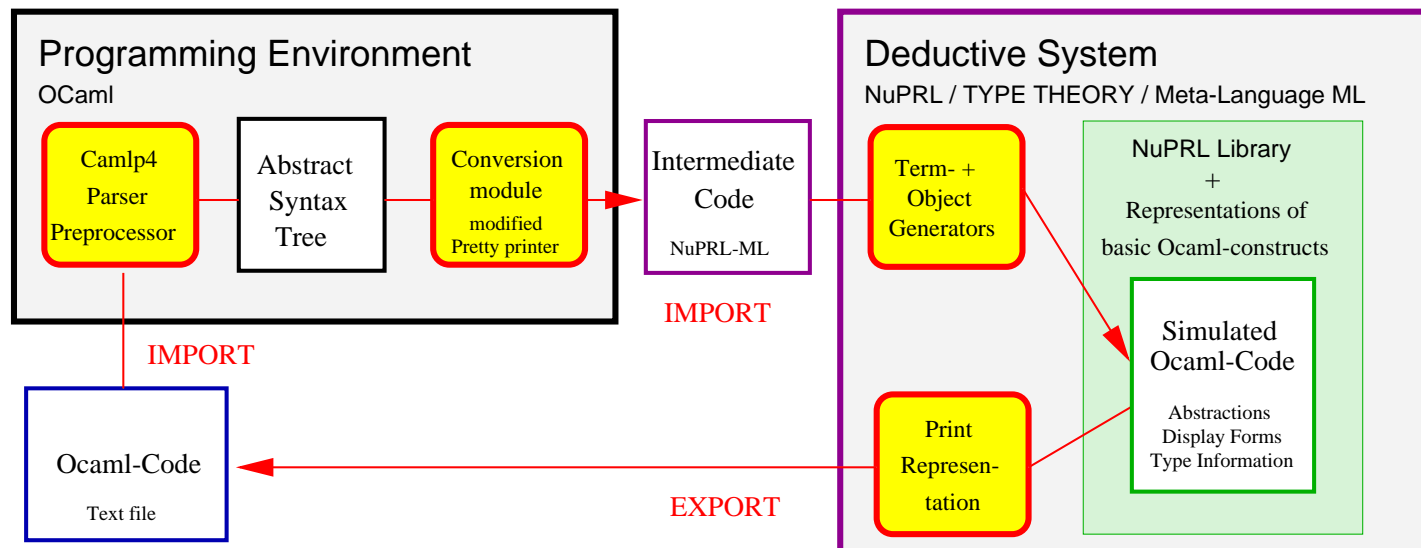 Programming Environment
OCaml
Camlp4
Parser
Preprocessor
Abstract
Syntax
Tree
Conversion
module
modified
Pretty printer
IMPORT
Ocaml-Code
Text file
Intermediate
Code
NuPRL-ML
IMPORT
Deductive System
NuPRL / TYPE THEORY / Meta-Language ML
Term- +
Object
Generators
NuPRL Library
+
Representations of
basic Ocaml-constructs
Simulated
Ocaml-Code
Abstractions
Display Forms
Type Information
Print
Represen-
tation
EXPORT